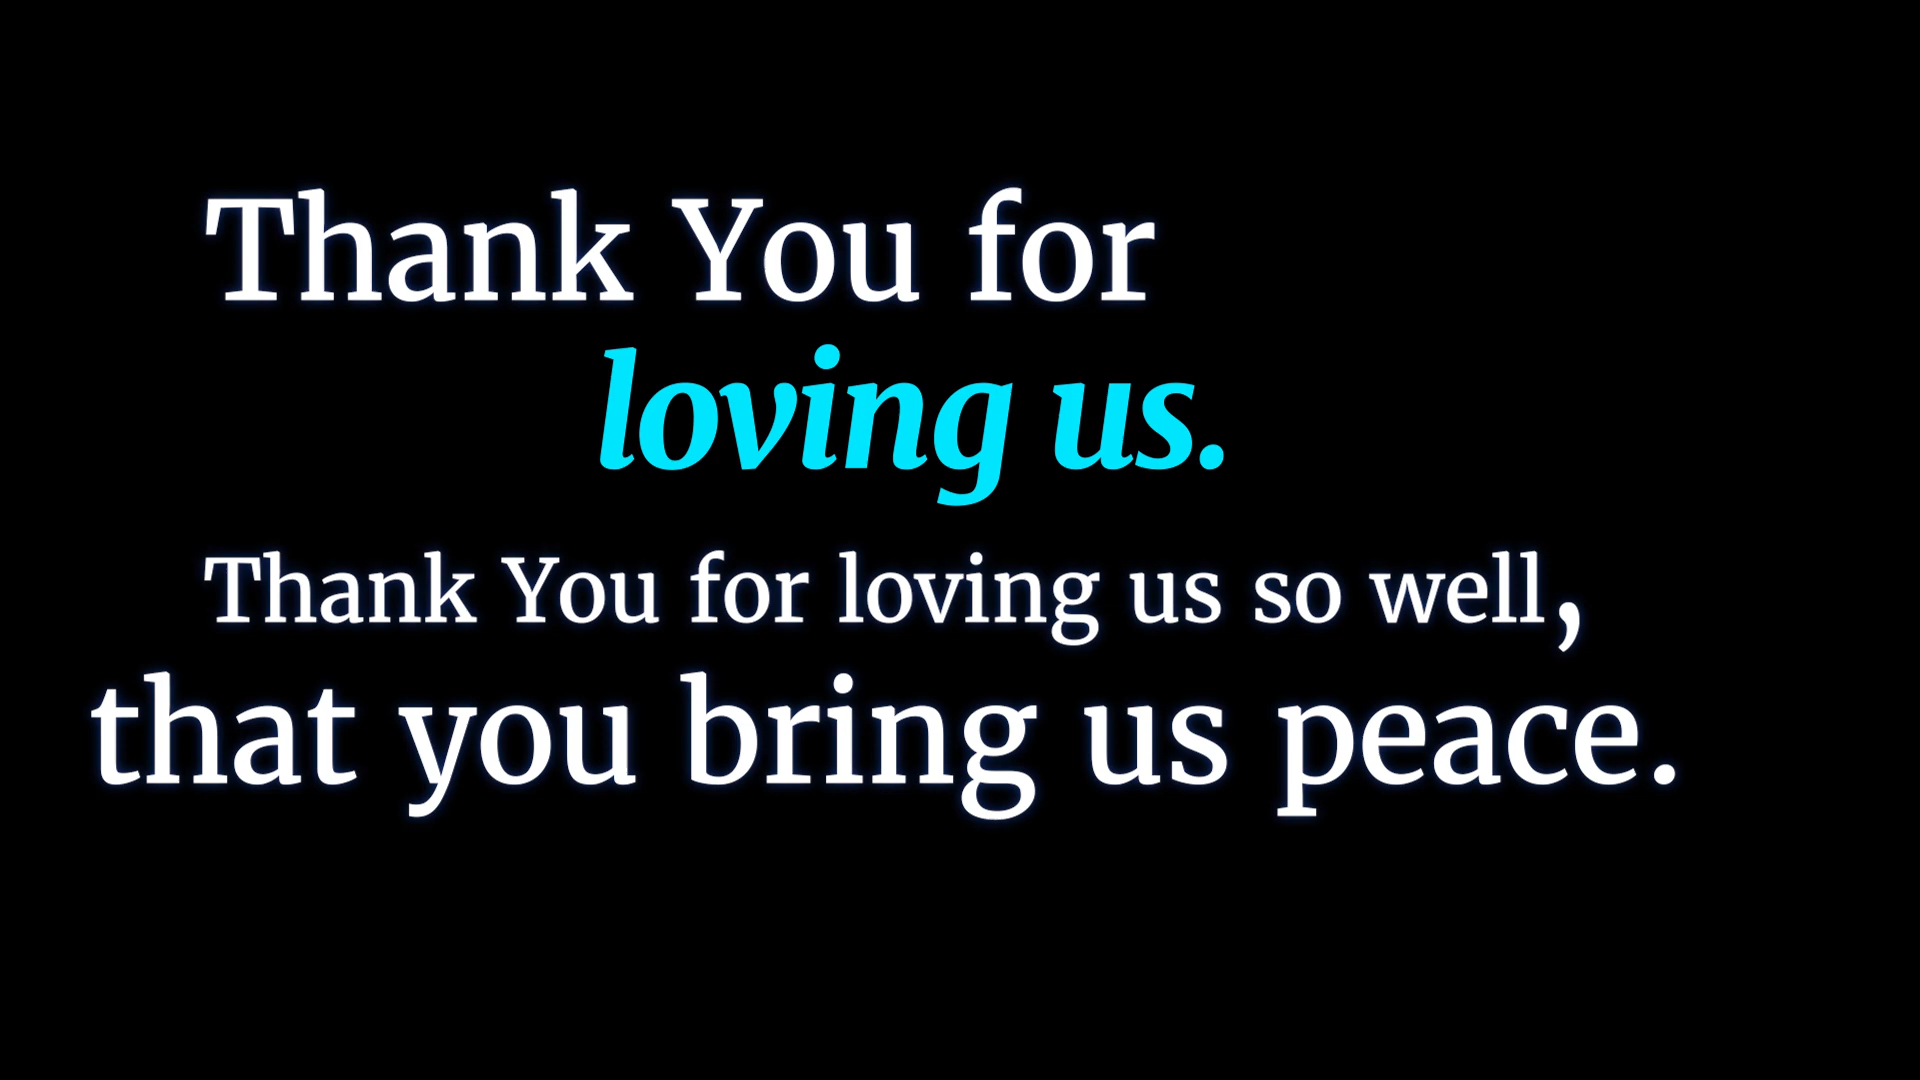 Thank You for
loving us.
Thank You for loving us so well,
that you bring us peace.